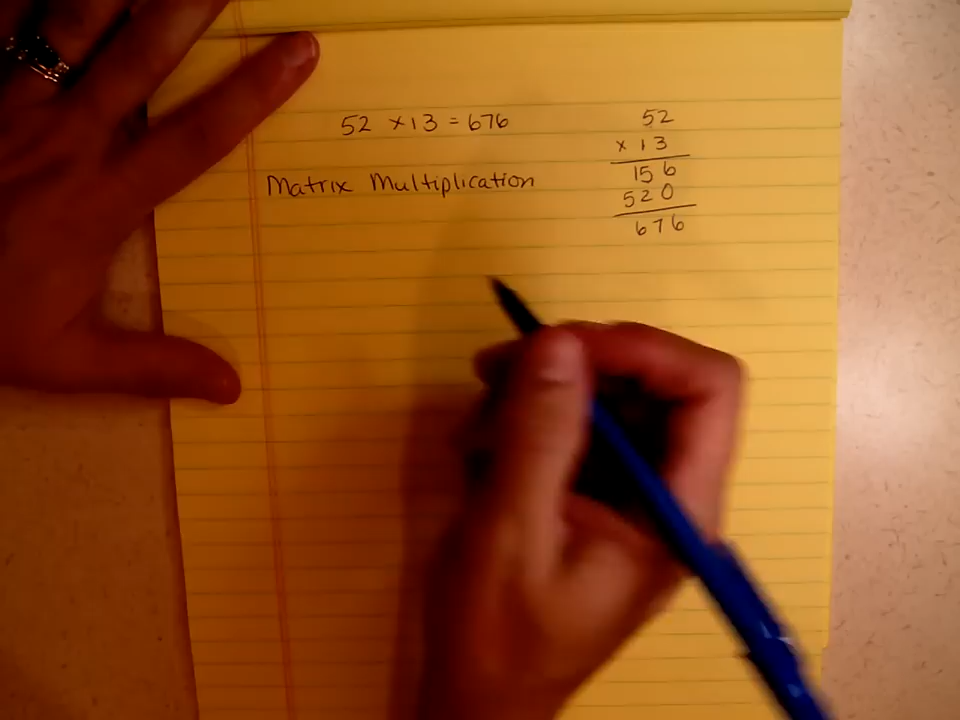 52 × 13 = 676
Matrix Multiplication
52
× 13
156
520
676